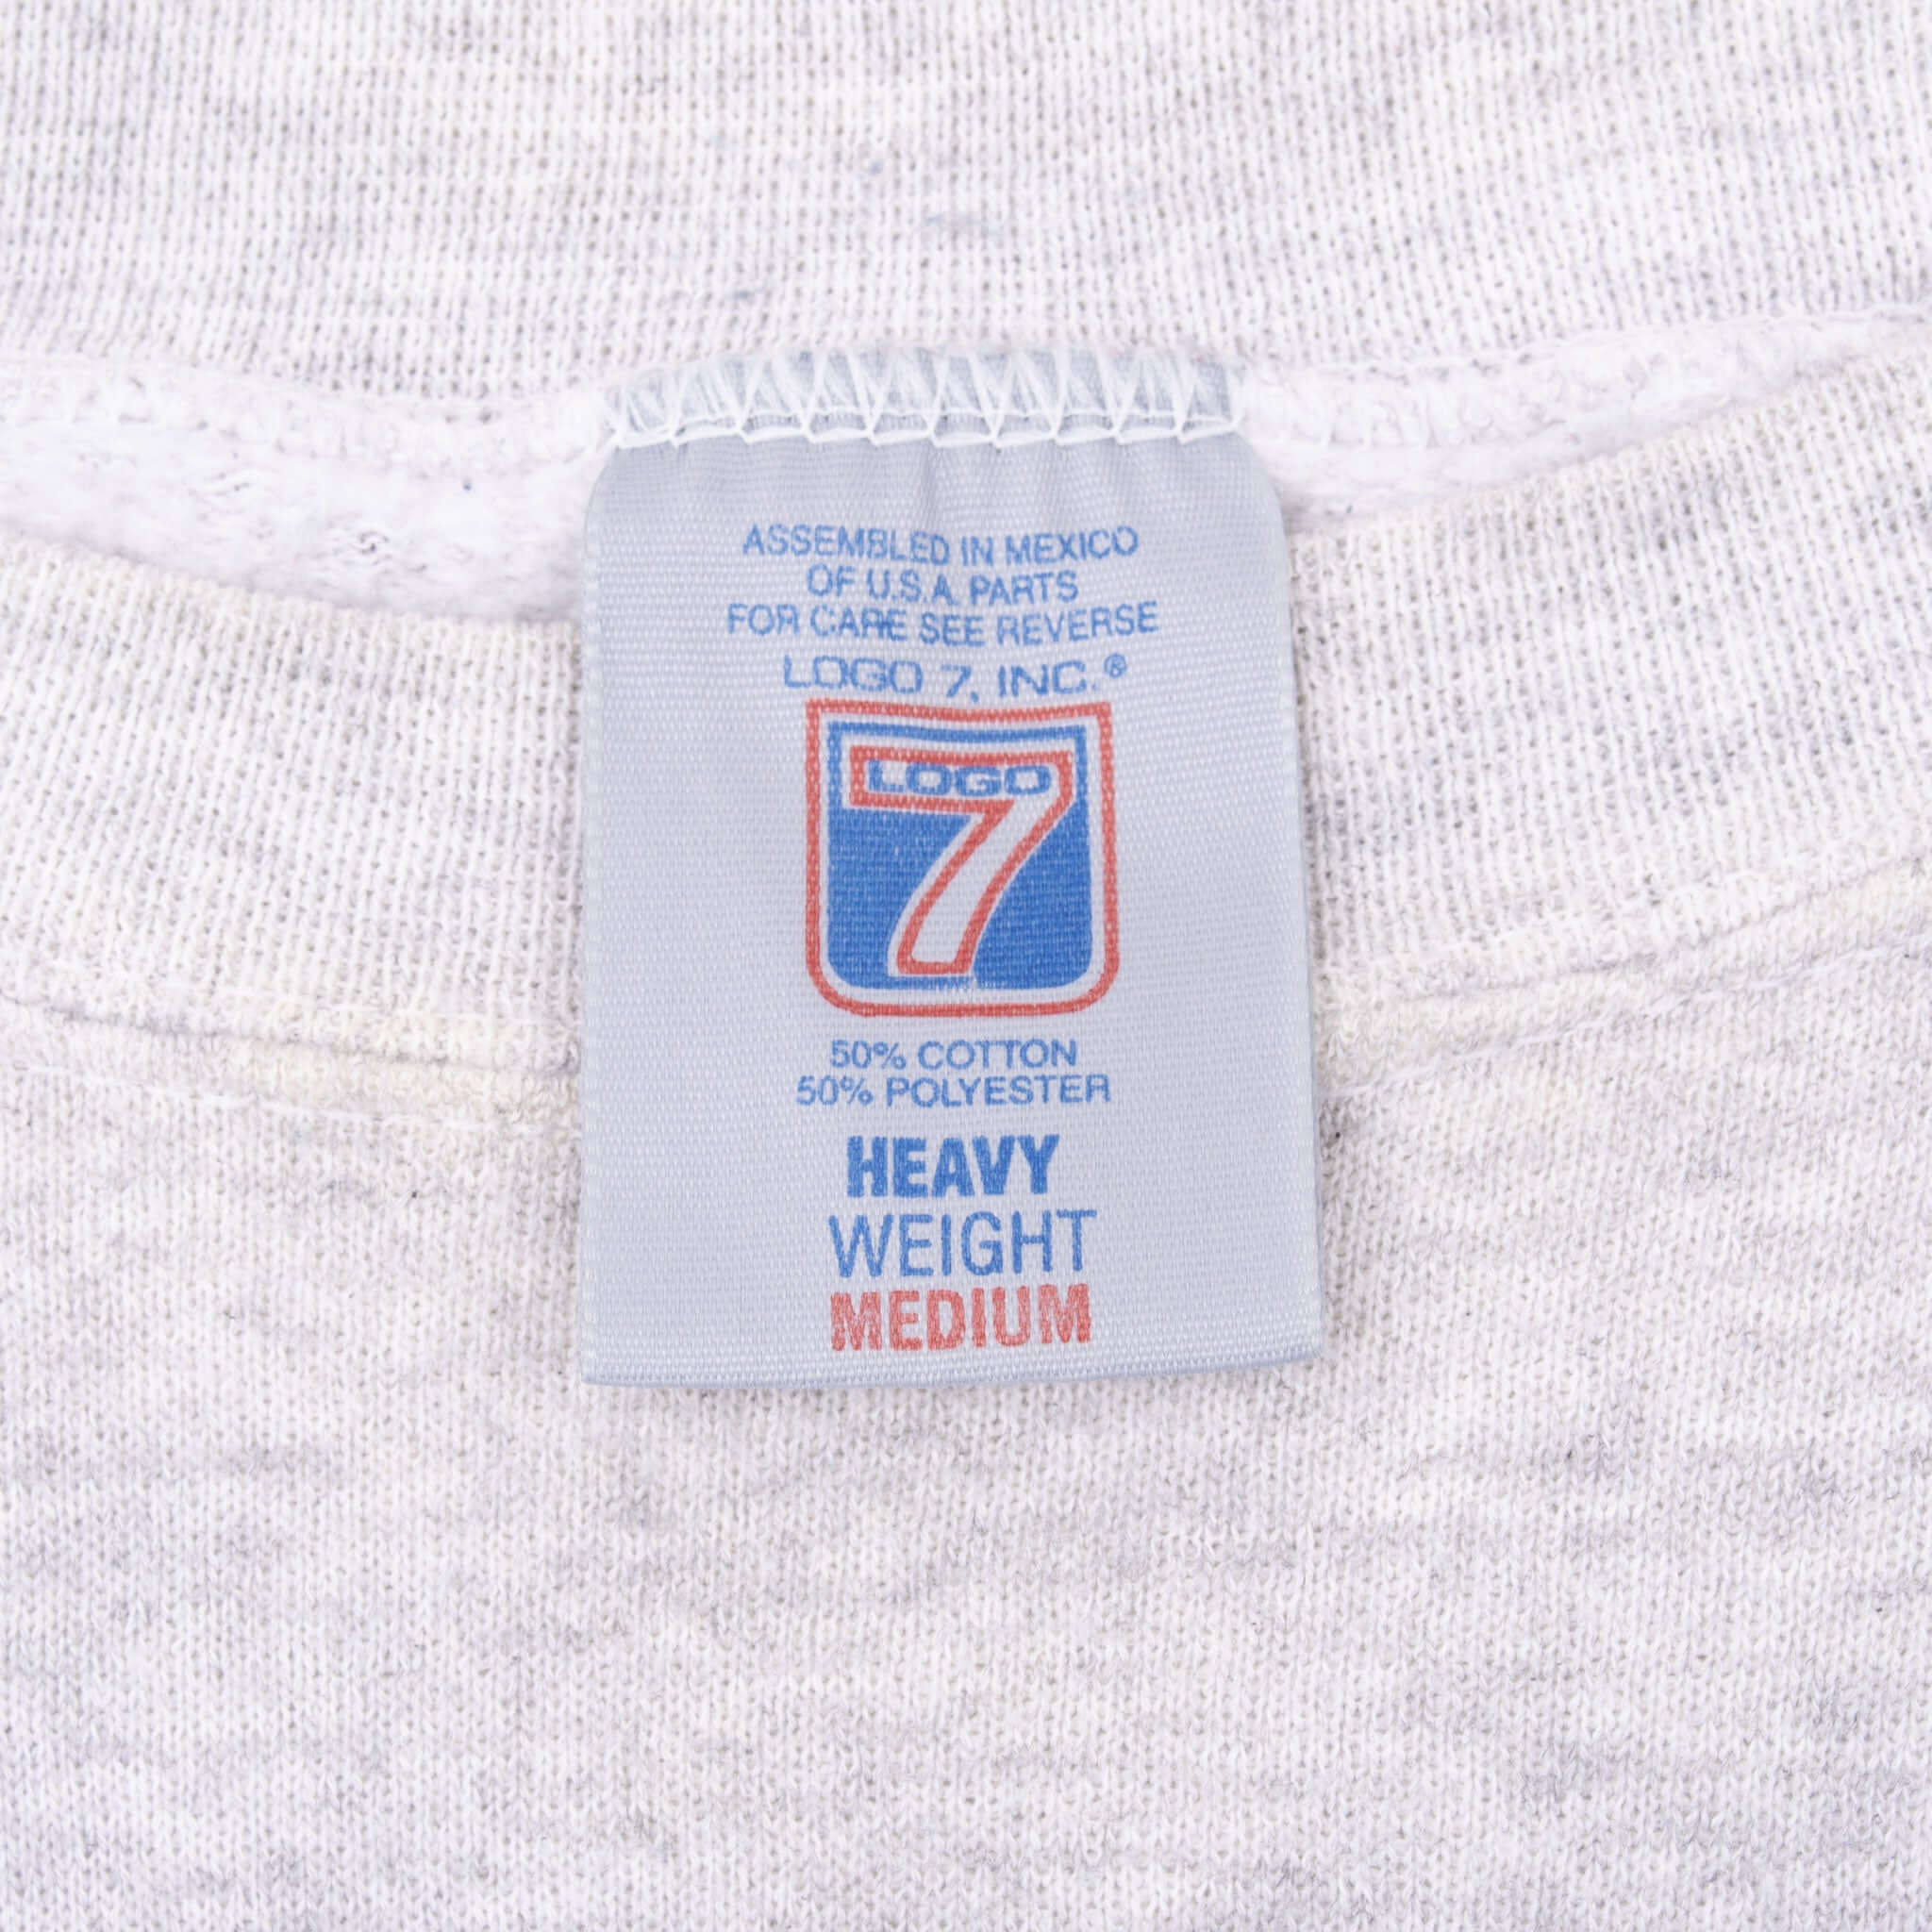 ASSEMBLED IN MEXICO
OF U.S.A. PARTS
FOR CARE SEE REVERSE
LOGO 7, INC.®
LOGO
7
50% COTTON
50% POLYESTER
HEAVY
WEIGHT
MEDIUM